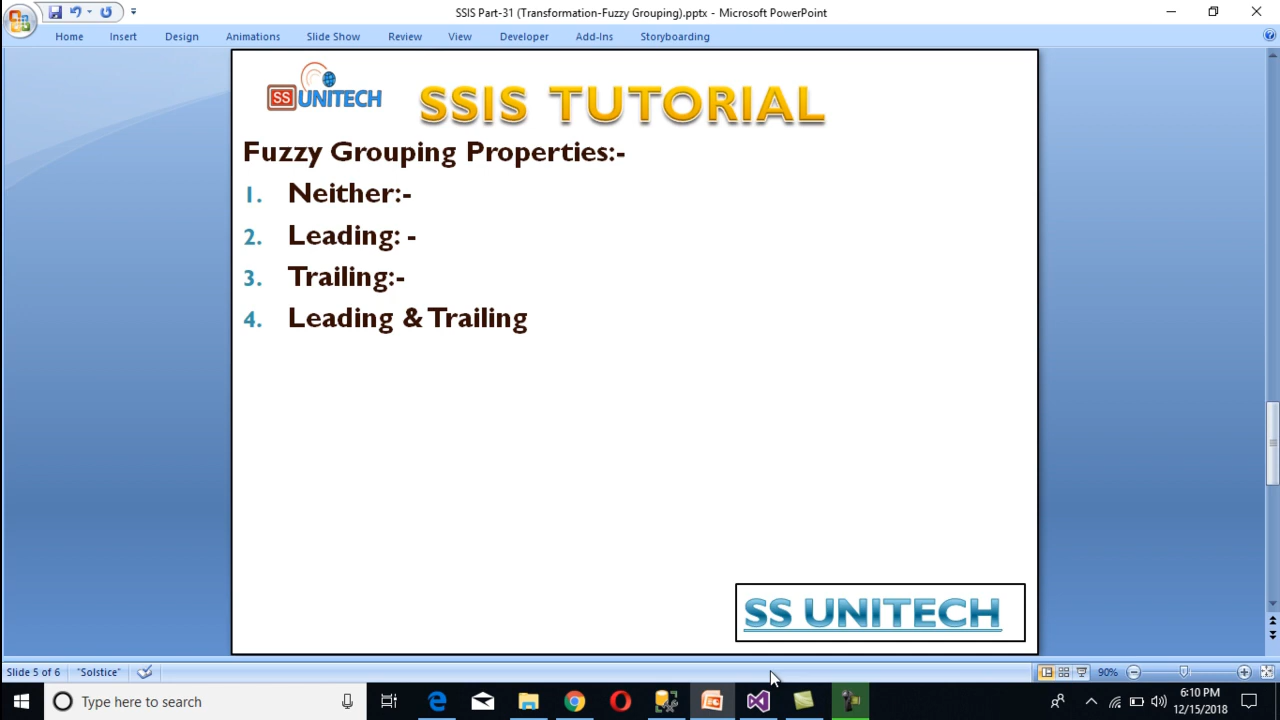 SSIS Part-31 (Transformation-Fuzzy Grouping).pptx - Microsoft PowerPoint
Home Insert Design Animations Slide Show Review View Developer Add-Ins Storyboarding
SS UNITECH
SSIS TUTORIAL
Fuzzy Grouping Properties:-
1. Neither:-
2. Leading: -
3. Trailing:-
4. Leading & Trailing
SS UNITECH
Slide 5 of 6 "Solstice" 90%
Type here to search
6:10 PM
12/15/2018